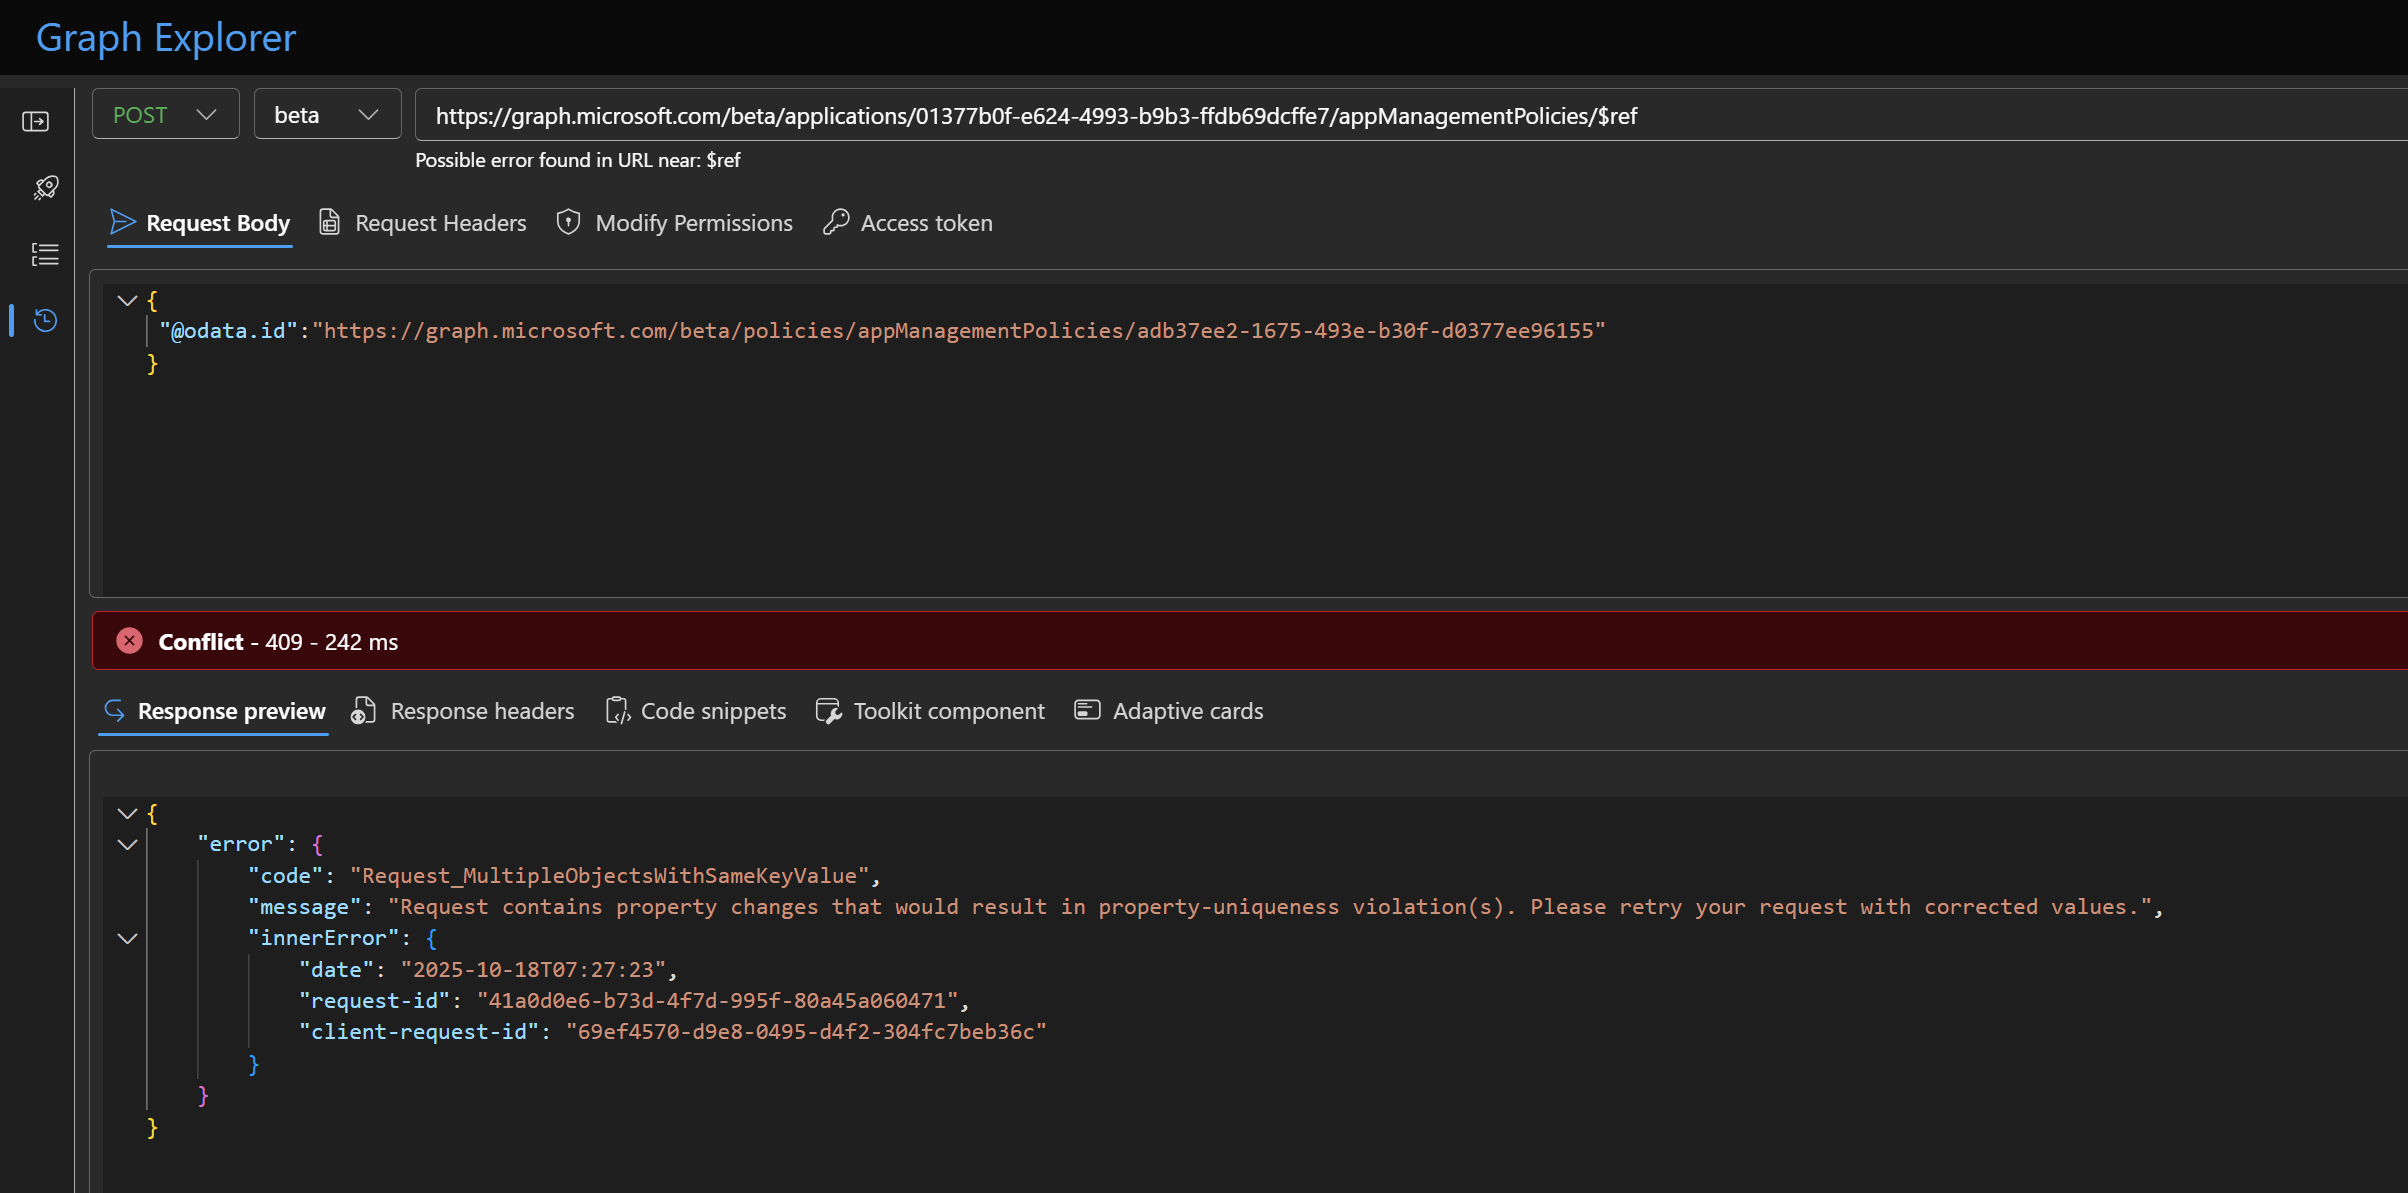 Graph Explorer
POST
beta
https://graph.microsoft.com/beta/applications/01377b0f-e624-4993-b9b3-ffdb69dcffe7/appManagementPolicies/$ref
Possible error found in URL near: $ref
Request Body
Request Headers
Modify Permissions
Access token
{
"@odata.id":"https://graph.microsoft.com/beta/policies/appManagementPolicies/adb37ee2-1675-493e-b30f-d0377ee96155"
}
Conflict - 409 - 242 ms
Response preview
Response headers
Code snippets
Toolkit component
Adaptive cards
{
"error": {
"code": "Request_MultipleObjectsWithSameKeyValue",
"message": "Request contains property changes that would result in property-uniqueness violation(s). Please retry your request with corrected values.",
"innerError": {
"date": "2025-10-18T07:27:23",
"request-id": "41a0d0e6-b73d-4f7d-995f-80a45a060471",
"client-request-id": "69ef4570-d9e8-0495-d4f2-304fc7beb36c"
}
}
}